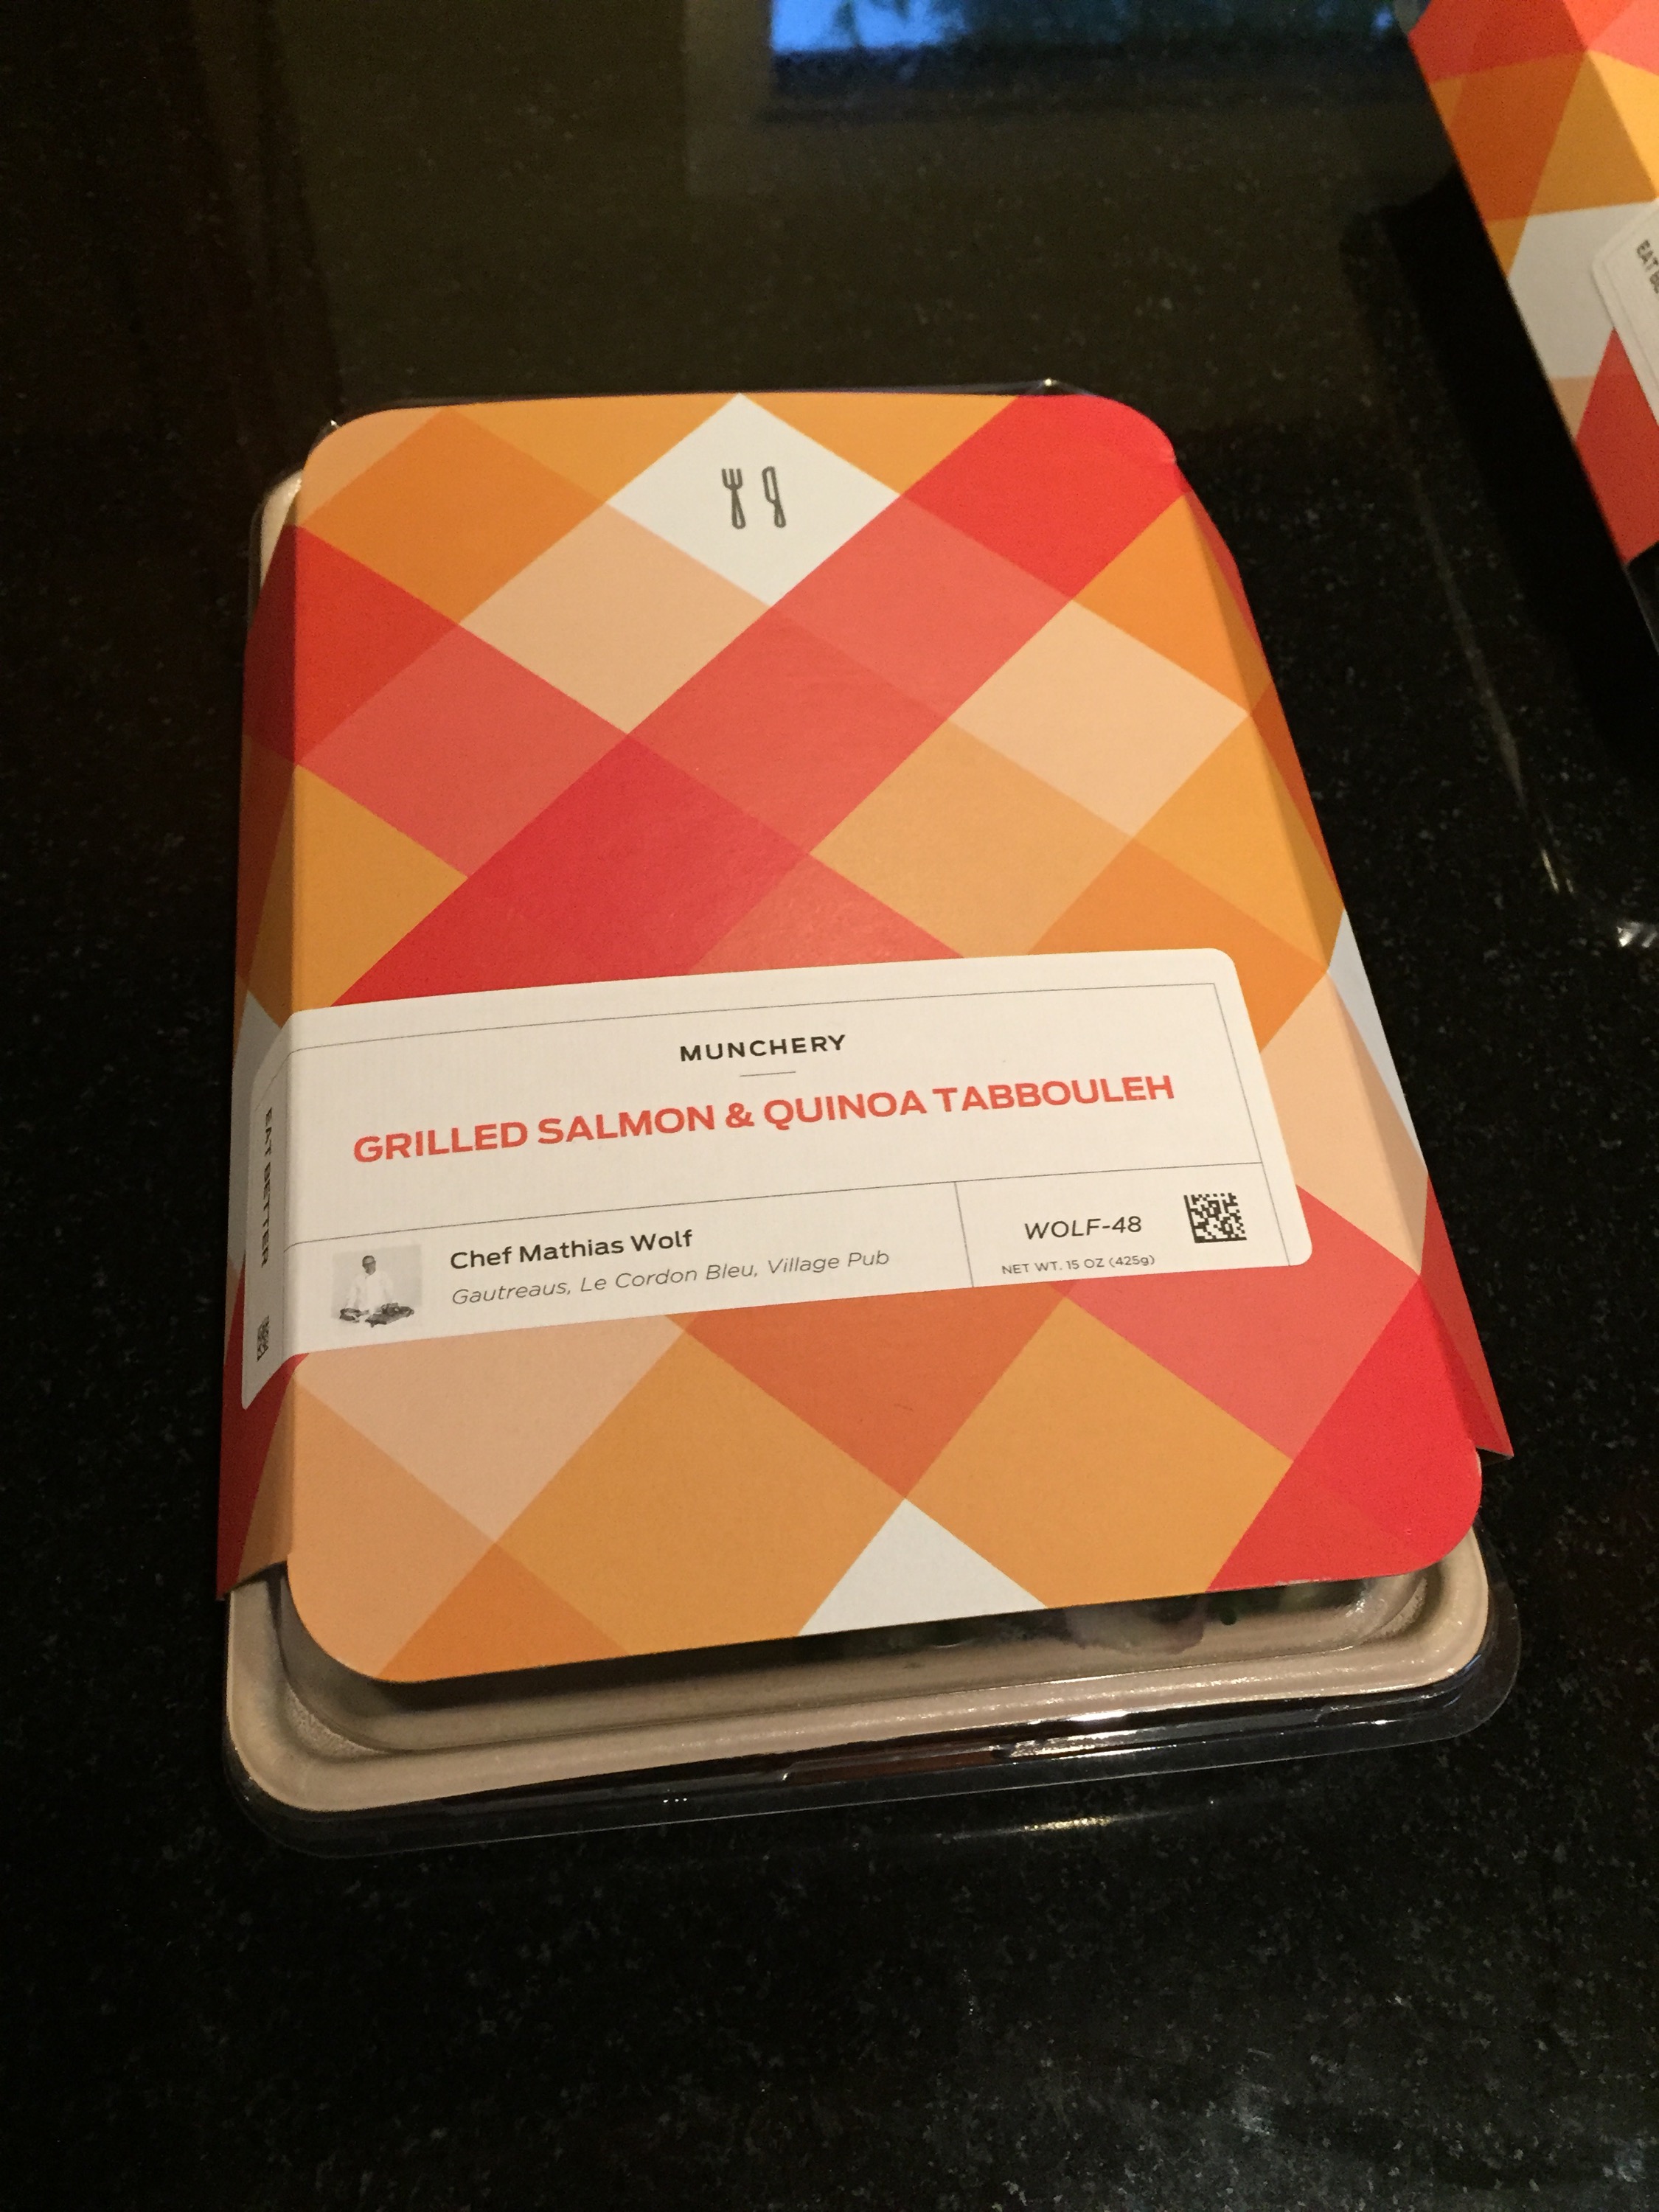 MUNCHERY
GRILLED SALMON & QUINOA TABBOULEH
Chef Mathias Wolf
Gautreaus, Le Cordon Bleu, Village Pub
WOLF-48
NET WT. 15 OZ (425g)
EAT BETTER
EAT